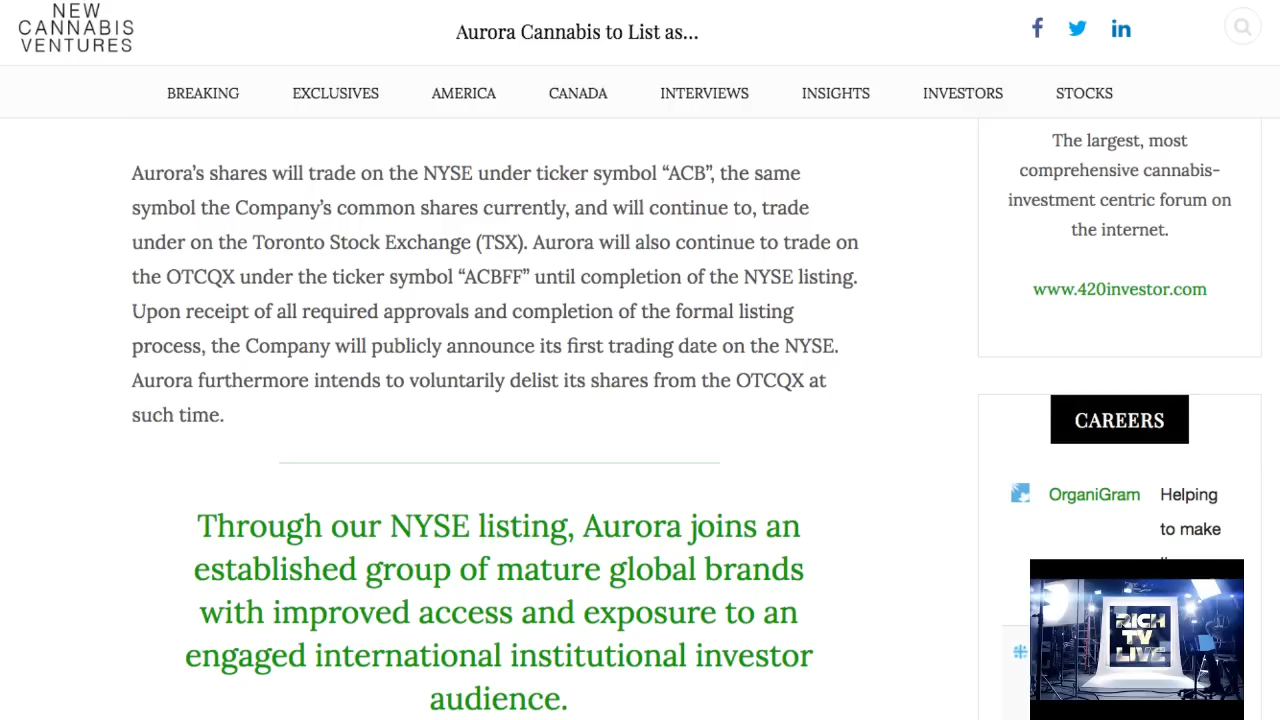 NEW
CANNABIS
VENTURES
Aurora Cannabis to List as...
BREAKING EXCLUSIVES AMERICA CANADA INTERVIEWS INSIGHTS INVESTORS STOCKS
Aurora’s shares will trade on the NYSE under ticker symbol “ACB”, the same
symbol the Company’s common shares currently, and will continue to, trade
under on the Toronto Stock Exchange (TSX). Aurora will also continue to trade on
the OTCQX under the ticker symbol “ACBFF” until completion of the NYSE listing.
Upon receipt of all required approvals and completion of the formal listing
process, the Company will publicly announce its first trading date on the NYSE.
Aurora furthermore intends to voluntarily delist its shares from the OTCQX at
such time.
Through our NYSE listing, Aurora joins an
established group of mature global brands
with improved access and exposure to an
engaged international institutional investor
audience.
The largest, most
comprehensive cannabis-
investment centric forum on
the internet.
www.420investor.com
CAREERS
OrganiGram Helping
to make
RICH
TV
LIVE